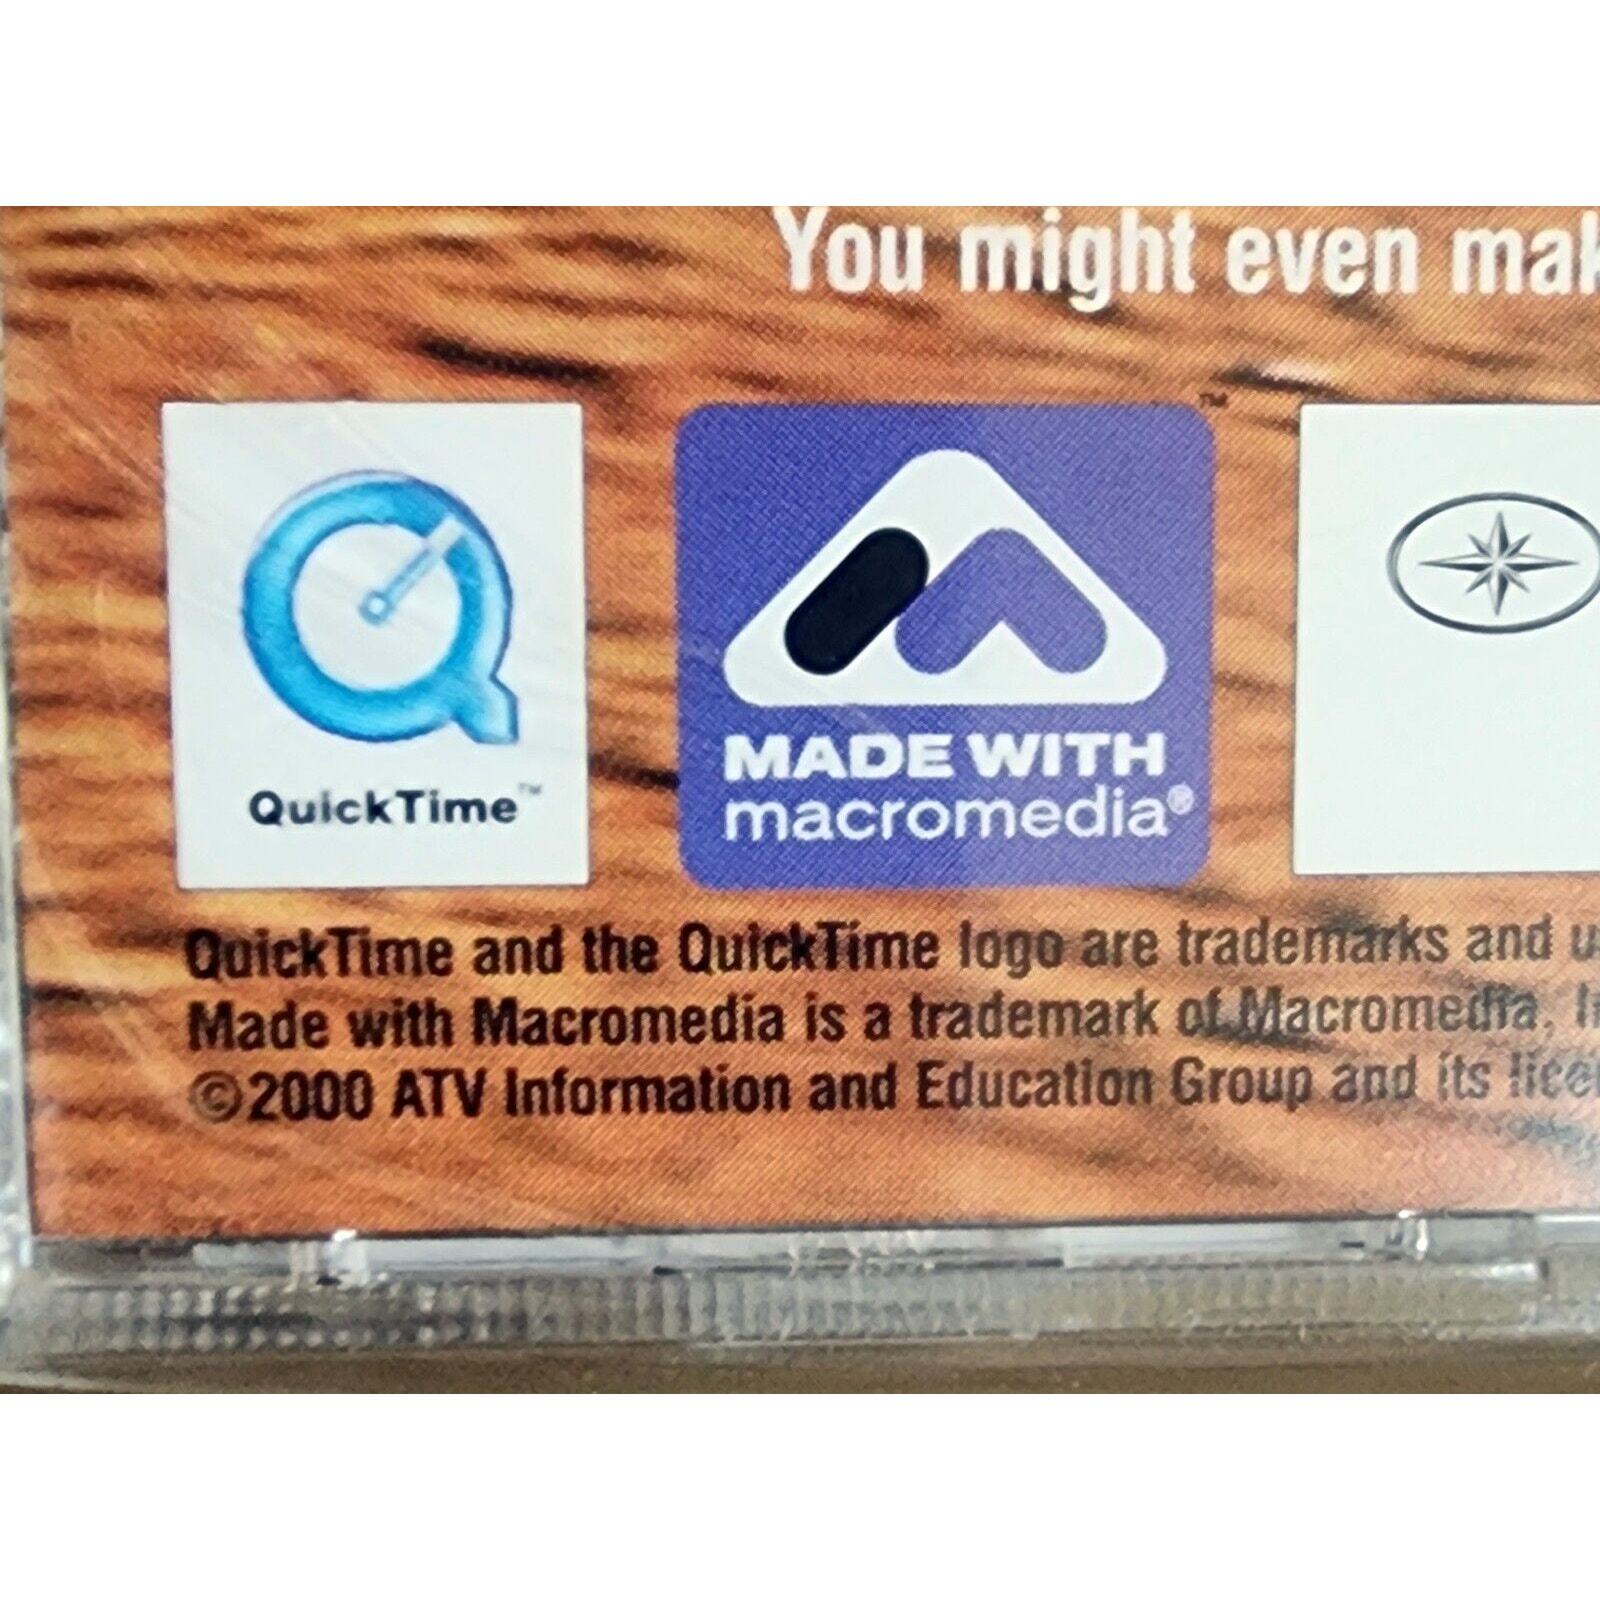 You might even mak
™
QuickTime™
MADE WITH
macromedia®
QuickTime and the QuickTime logo are trademarks and u
Made with Macromedia is a trademark of Macromedia, I
©2000 ATV Information and Education Group and its lice